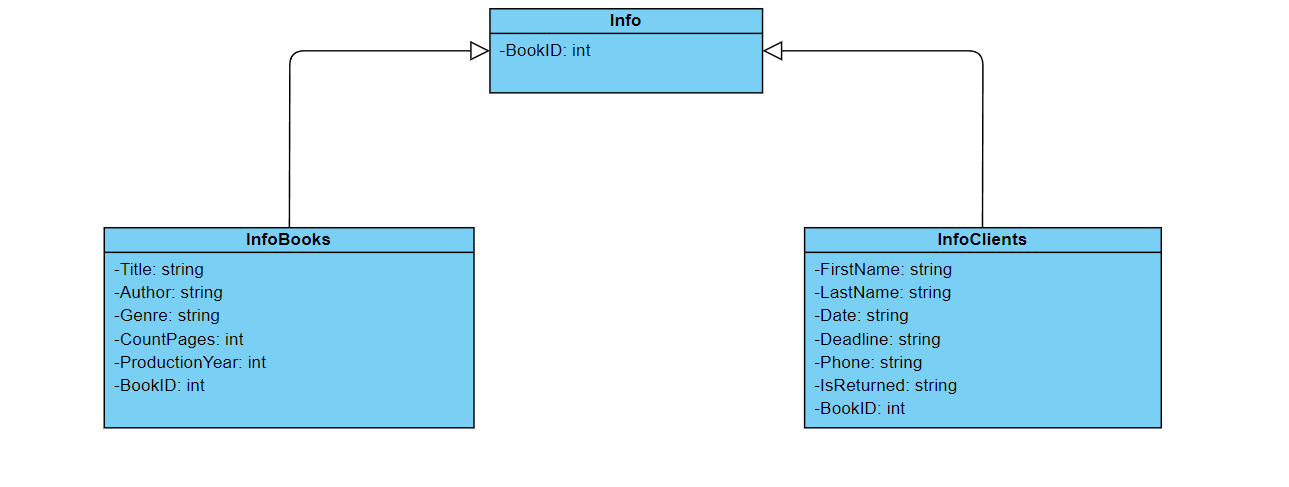 Info
-BookID: int
InfoBooks
-Title: string
-Author: string
-Genre: string
-CountPages: int
-ProductionYear: int
-BookID: int
InfoClients
-FirstName: string
-LastName: string
-Date: string
-Deadline: string
-Phone: string
-IsReturned: string
-BookID: int